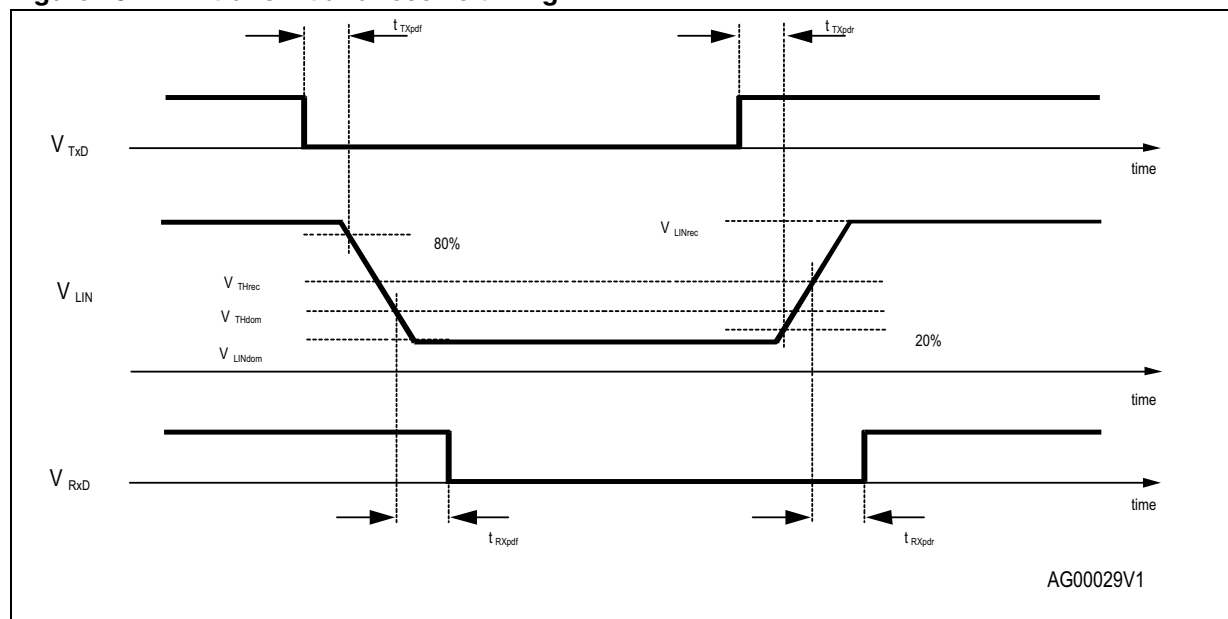 t TXpdf
t TXpdr
V TxD
time
80%
V LINrec
V THrec
V LIN
V THdom
V LINdom
20%
time
V RxD
time
t RXpdf
t RXpdr
AG00029V1